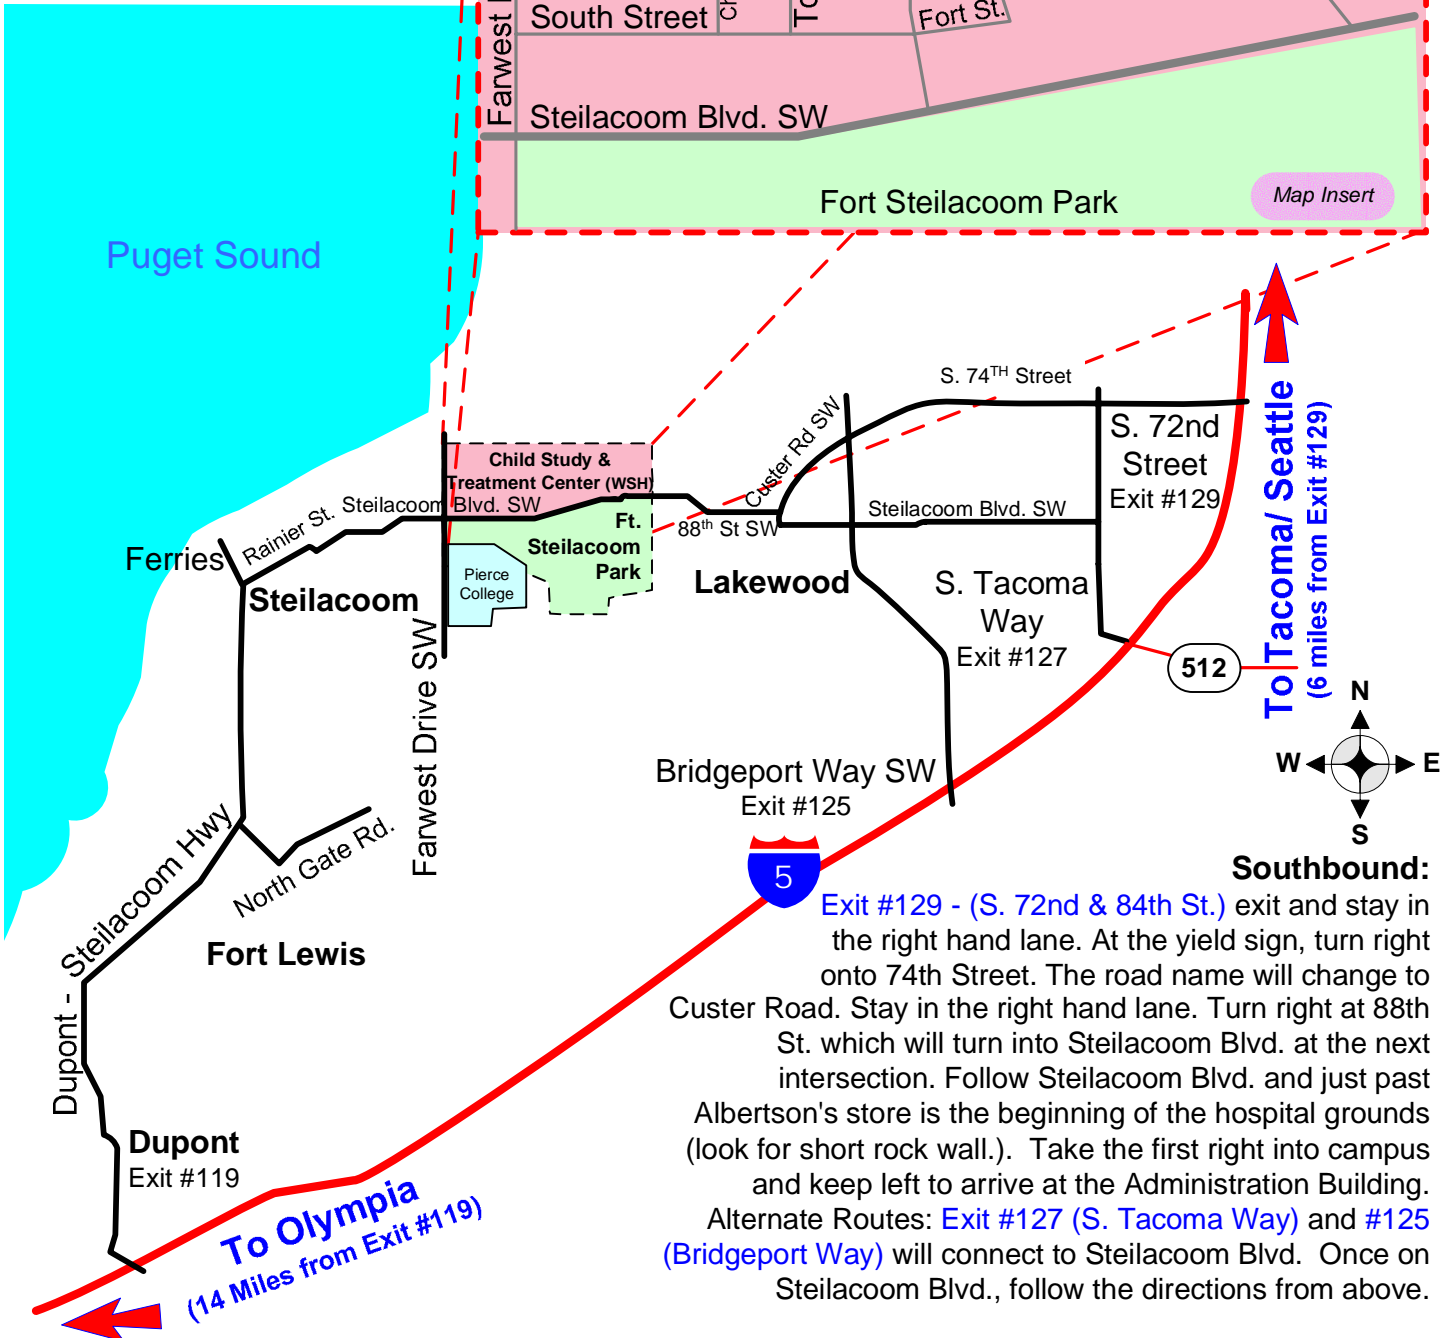 South Street
Fort St.
Steilacoom Blvd. SW
Fort Steilacoom Park
Map Insert
Puget Sound
S. 74TH Street
Custer Rd SW
S. 72nd
Street
Exit #129
To Tacoma/ Seattle
(6 miles from Exit #129)
Child Study &
Treatment Center (WSH)
Steilacoom Blvd. SW
Rainier St.
Ferries
Steilacoom
Ft.
Steilacoom
Park
Pierce
College
88th St SW
Steilacoom Blvd. SW
Lakewood
S. Tacoma
Way
Exit #127
512
Farwest Drive SW
N
W
E
S
Bridgeport Way SW
Exit #125
5
Dupont - Steilacoom Hwy
North Gate Rd.
Fort Lewis
Dupont
Exit #119
To Olympia
(14 Miles from Exit #119)
Southbound:
Exit #129 - (S. 72nd & 84th St.) exit and stay in
the right hand lane. At the yield sign, turn right
onto 74th Street. The road name will change to
Custer Road. Stay in the right hand lane. Turn right at 88th
St. which will turn into Steilacoom Blvd. at the next
intersection. Follow Steilacoom Blvd. and just past
Albertson's store is the beginning of the hospital grounds
(look for short rock wall.).  Take the first right into campus
and keep left to arrive at the Administration Building.
Alternate Routes: Exit #127 (S. Tacoma Way) and #125
(Bridgeport Way) will connect to Steilacoom Blvd.  Once on
Steilacoom Blvd., follow the directions from above.
Farwest